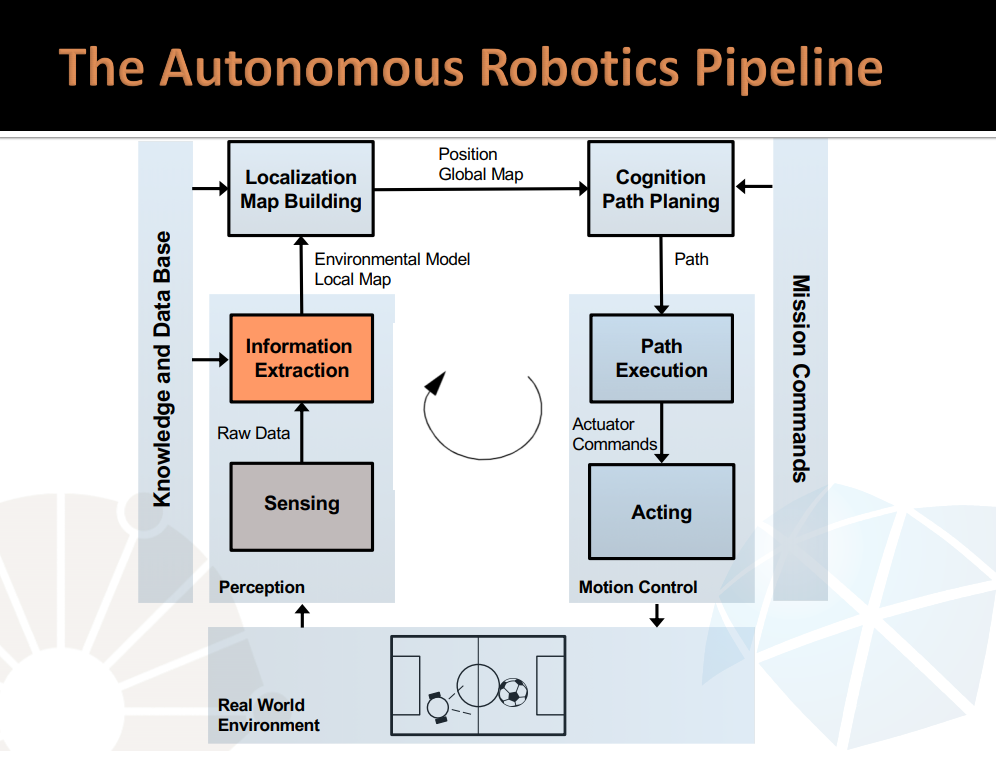 The Autonomous Robotics Pipeline
Knowledge and Data Base
Localization
Map Building
Position
Global Map
Cognition
Path Planing
Mission Commands
Environmental Model
Local Map
Path
Information
Extraction
Path
Execution
Raw Data
Actuator
Commands
Sensing
Acting
Perception
Motion Control
Real World
Environment